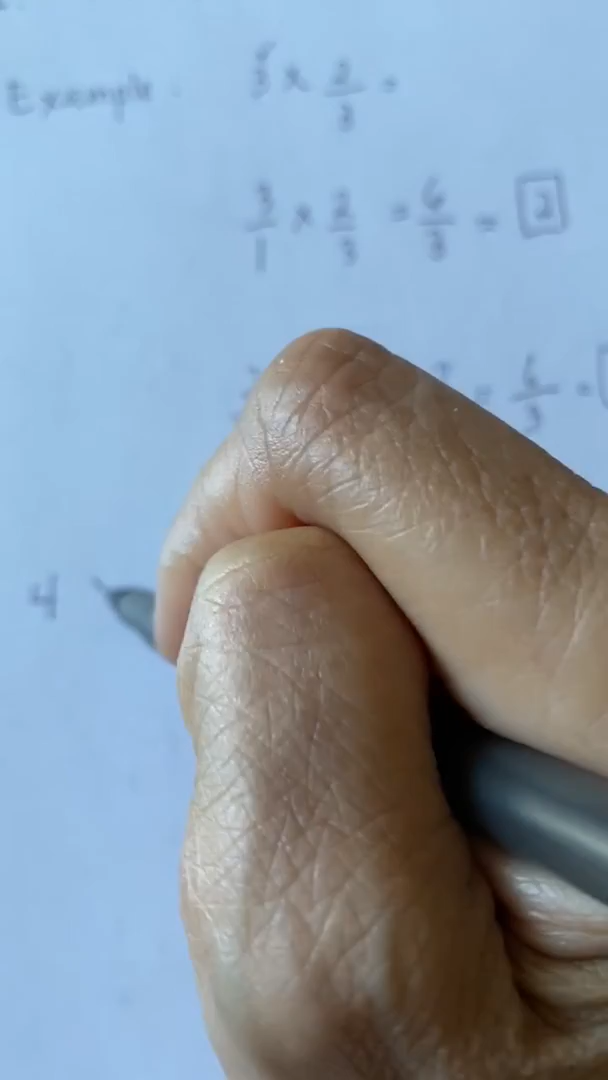 Example. 3 × 2/3 =
3/1 × 2/3 = 6/3 = 2
= 6/3 =
4